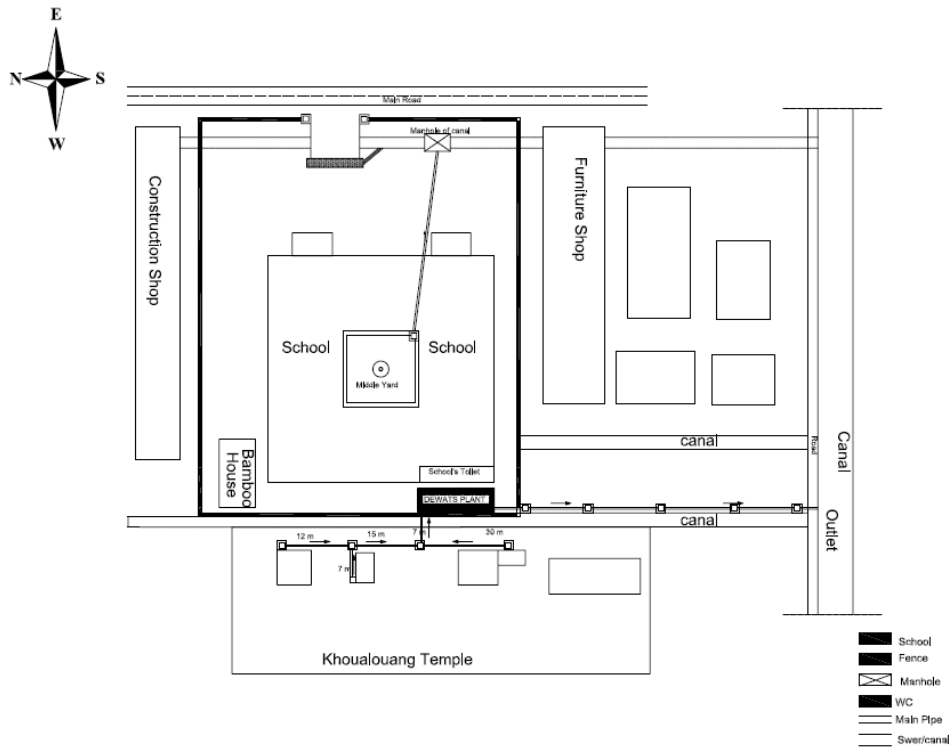 E
N
S
W
Main Road
Manhole of canal
Construction Shop
Furniture Shop
School
School
Middle Yard
Bamboo
House
School's Toilet
DEWATS PLANT
canal
canal
Road
Canal
Outlet
12 m
15 m
7 m
30 m
7 m
Khoualouang Temple
School
Fence
Manhole
WC
Main Pipe
Swer/canal